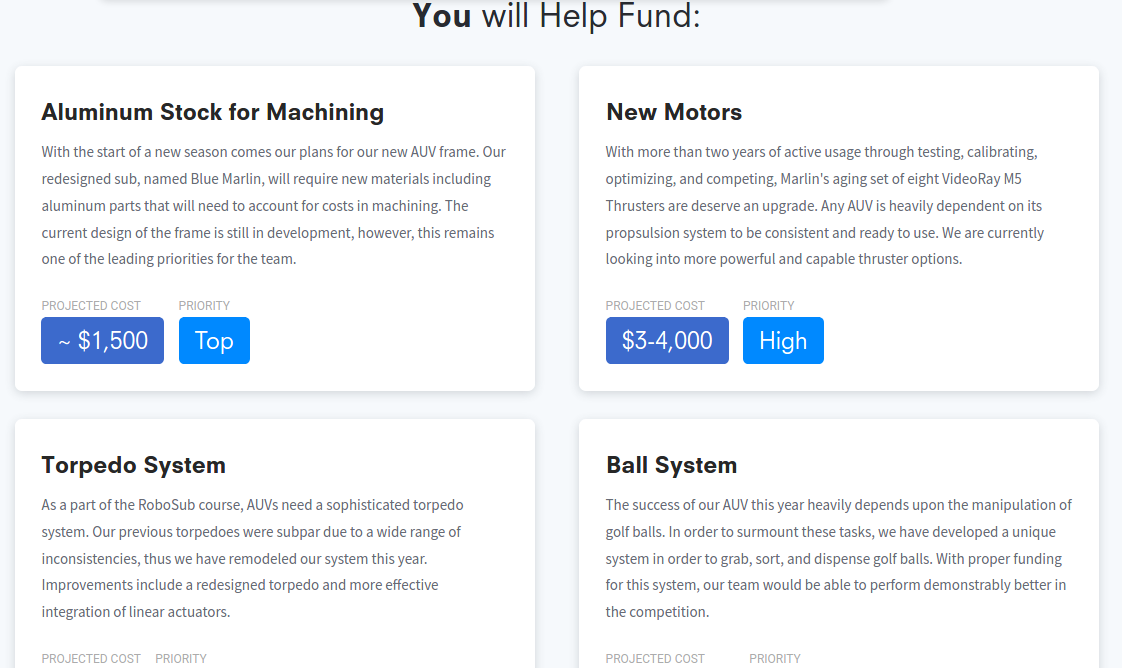 You will Help Fund:
Aluminum Stock for Machining
With the start of a new season comes our plans for our new AUV frame. Our
redesigned sub, named Blue Marlin, will require new materials including
aluminum parts that will need to account for costs in machining. The
current design of the frame is still in development, however, this remains
one of the leading priorities for the team.
PROJECTED COST PRIORITY
~ $1,500 Top
New Motors
With more than two years of active usage through testing, calibrating,
optimizing, and competing, Marlin's aging set of eight VideoRay M5
Thrusters are deserve an upgrade. Any AUV is heavily dependent on its
propsulsion system to be consistent and ready to use. We are currently
looking into more powerful and capable thruster options.
PROJECTED COST PRIORITY
$3-4,000 High
Torpedo System
As a part of the RoboSub course, AUVs need a sophisticated torpedo
system. Our previous torpedoes were subpar due to a wide range of
inconsistencies, thus we have remodeled our system this year.
Improvements include a redesigned torpedo and more effective
integration of linear actuators.
PROJECTED COST PRIORITY
Ball System
The success of our AUV this year heavily depends upon the manipulation of
golf balls. In order to surmount these tasks, we have developed a unique
system in order to grab, sort, and dispense golf balls. With proper funding
for this system, our team would be able to perform demonstrably better in
the competition.
PROJECTED COST PRIORITY